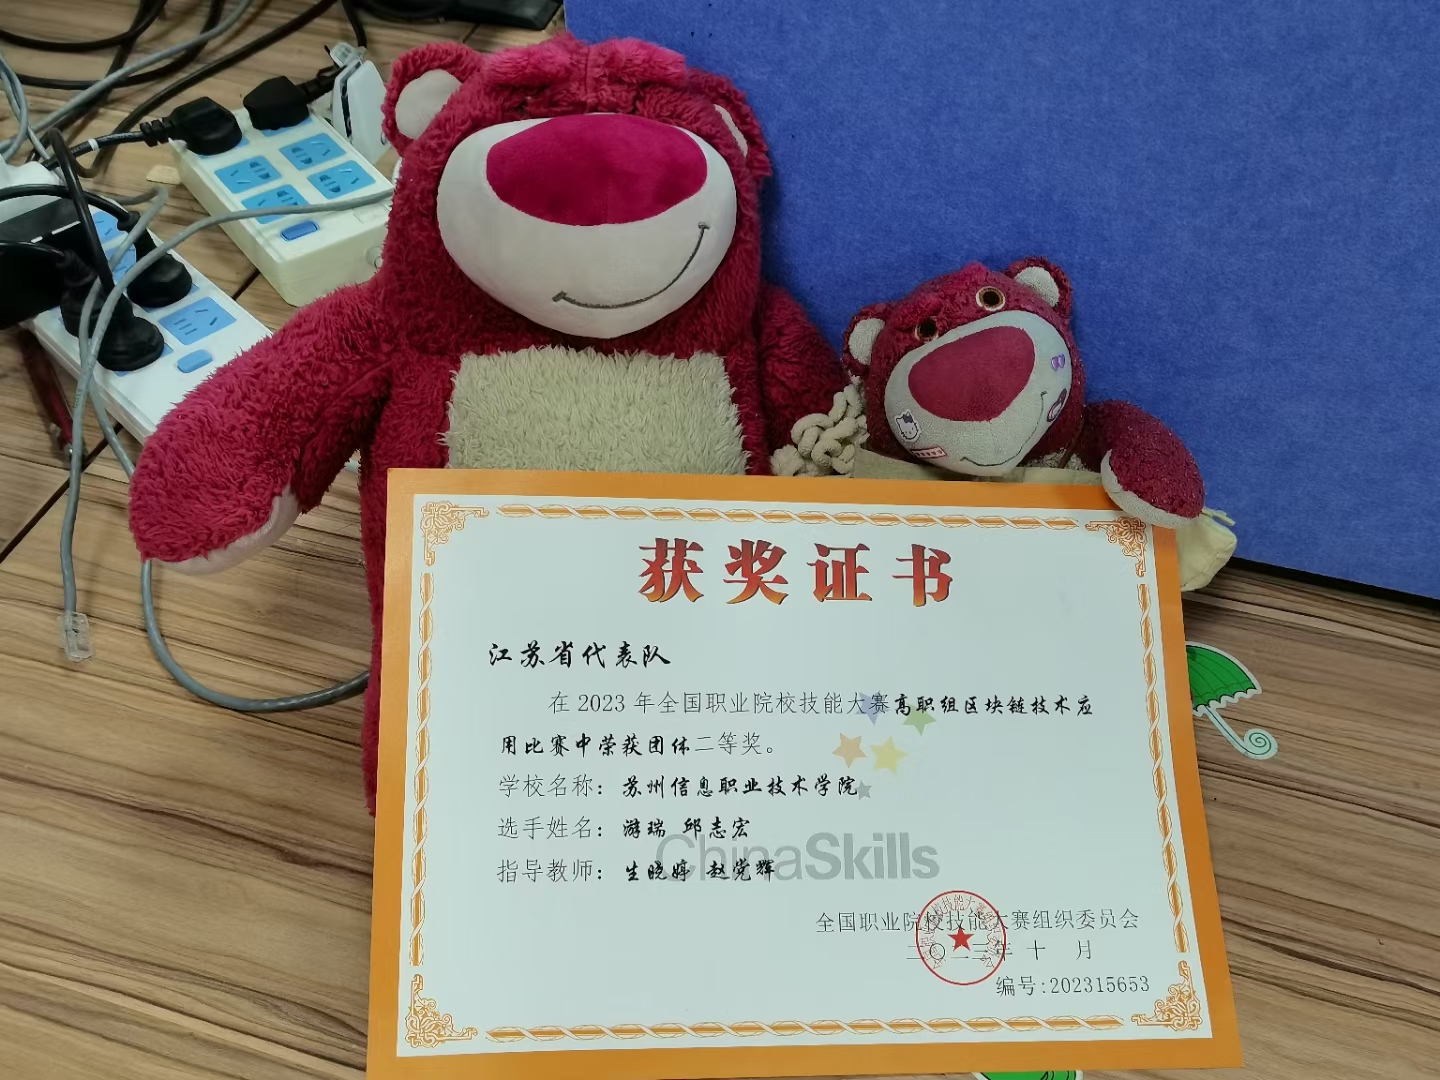 获奖证书
江苏省代表队
在 2023 年全国职业院校技能大赛高职组区块链技术应
用比赛中荣获团体二等奖。
学校名称：苏州信息职业技术学院
选手姓名：游瑞 邱志宏
指导教师：生晓婷 赵党辉
ChinaSkills
全国职业院校技能大赛组织委员会
二〇二三年 十 月
编号:202315653